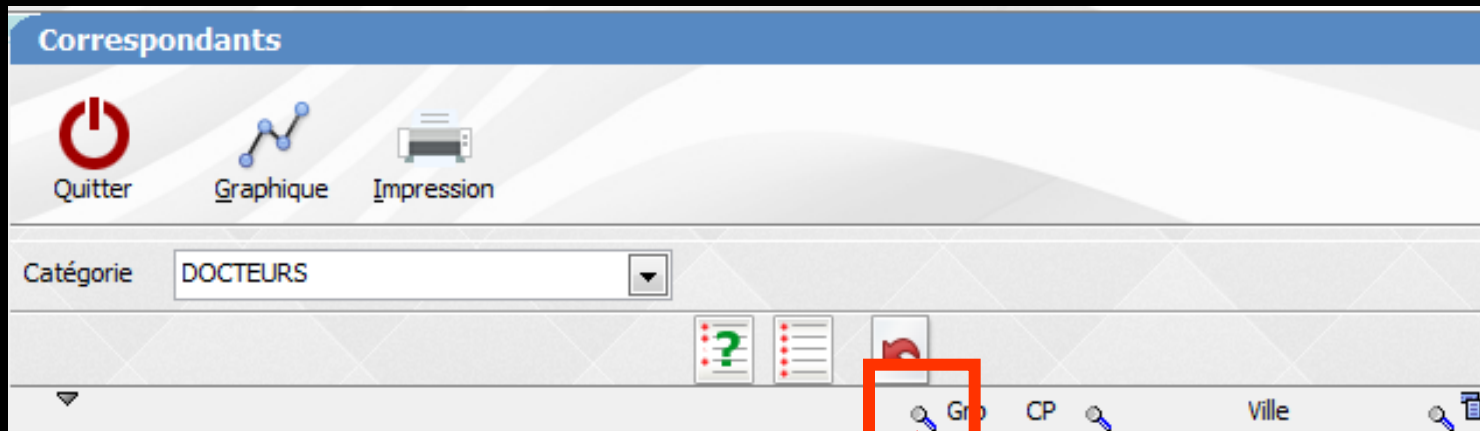 Correspondants
Quitter Graphique Impression
Catégorie DOCTEURS
? 
CP Ville